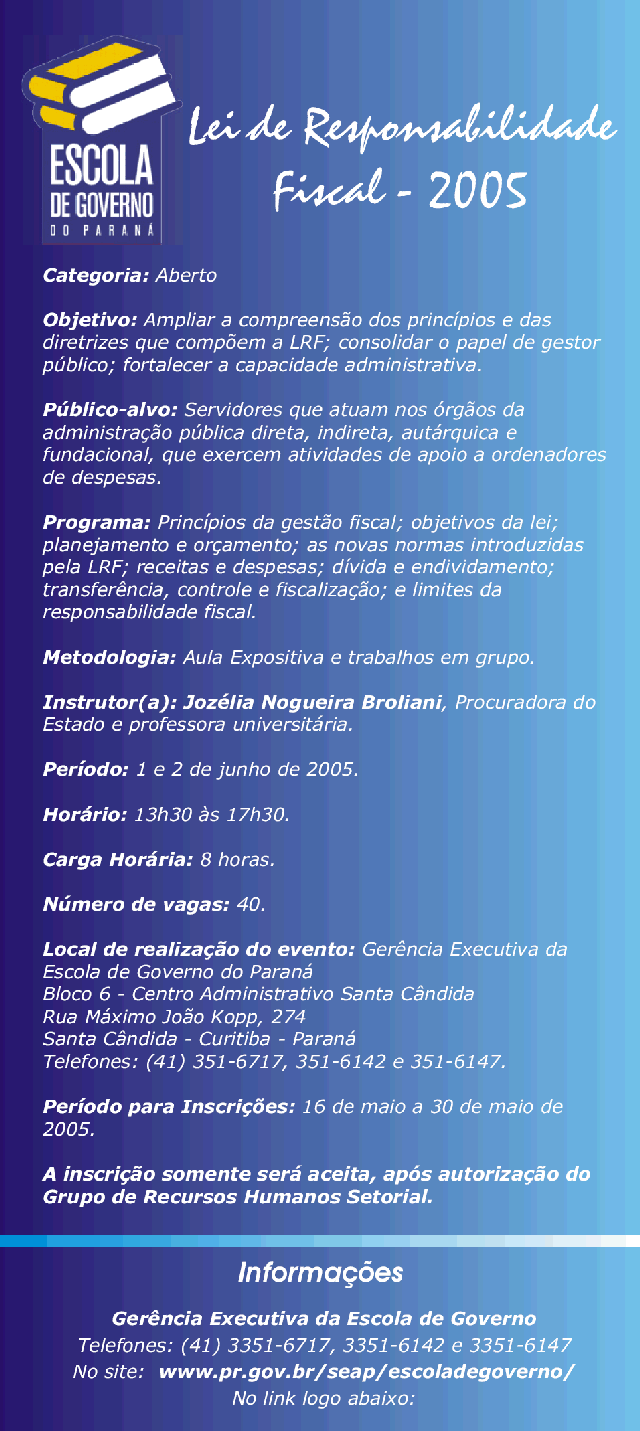 ESCOLA
DE GOVERNO
DO PARANÁ
Lei de Responsabilidade
Fiscal - 2005
Categoria: Aberto
Objetivo: Ampliar a compreensão dos princípios e das
diretrizes que compõem a LRF; consolidar o papel de gestor
público; fortalecer a capacidade administrativa.
Público-alvo: Servidores que atuam nos órgãos da
administração pública direta, indireta, autárquica e
fundacional, que exercem atividades de apoio a ordenadores
de despesas.
Programa: Princípios da gestão fiscal; objetivos da lei;
planejamento e orçamento; as novas normas introduzidas
pela LRF; receitas e despesas; dívida e endividamento;
transferência, controle e fiscalização; e limites da
responsabilidade fiscal.
Metodologia: Aula Expositiva e trabalhos em grupo.
Instrutor(a): Jozélia Nogueira Broliani, Procuradora do
Estado e professora universitária.
Período: 1 e 2 de junho de 2005.
Horário: 13h30 às 17h30.
Carga Horária: 8 horas.
Número de vagas: 40.
Local de realização do evento: Gerência Executiva da
Escola de Governo do Paraná
Bloco 6 - Centro Administrativo Santa Cândida
Rua Máximo João Kopp, 274
Santa Cândida - Curitiba - Paraná
Telefones: (41) 351-6717, 351-6142 e 351-6147.
Período para Inscrições: 16 de maio a 30 de maio de
2005.
A inscrição somente será aceita, após autorização do
Grupo de Recursos Humanos Setorial.
Informações
Gerência Executiva da Escola de Governo
Telefones: (41) 3351-6717, 3351-6142 e 3351-6147
No site: www.pr.gov.br/seap/escoladegoverno/
No link logo abaixo: